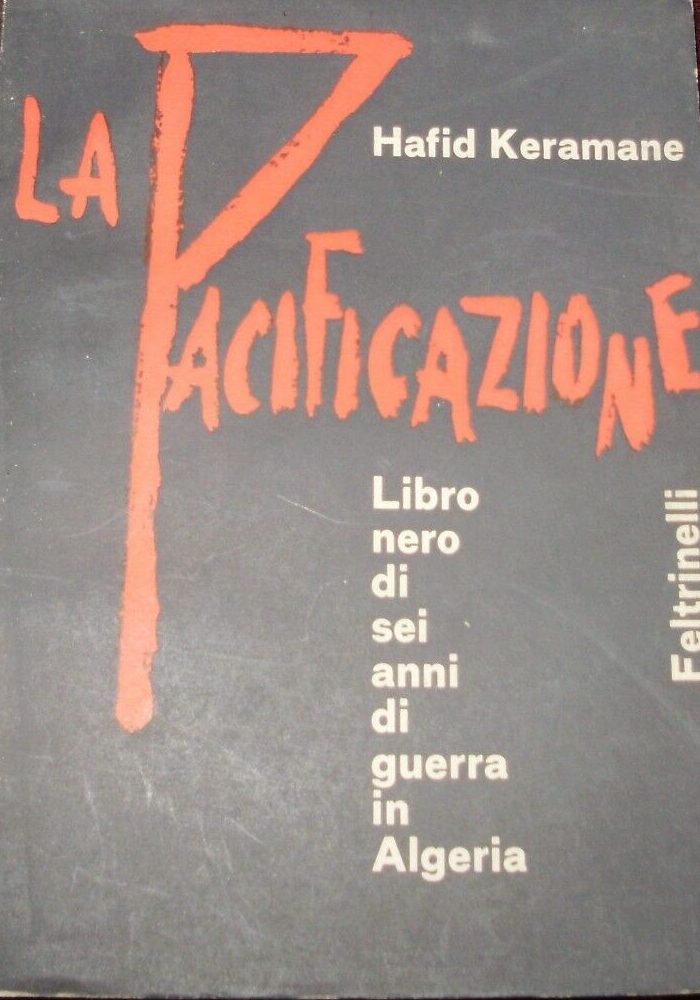 LA PACIFICAZIONE
Hafid Keramane
Libro
nero
di
sei
anni
di
guerra
in
Algeria
Feltrinelli